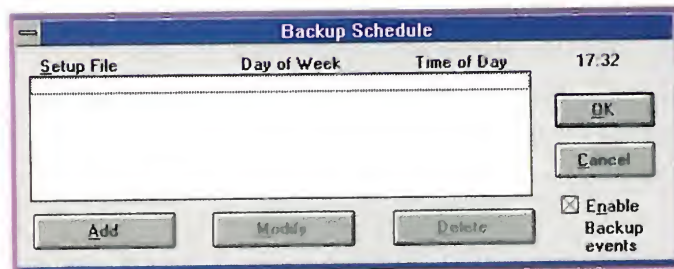 Backup Schedule
Setup File Day of Week Time of Day 17:32
OK
Cancel
Add Modify Delete
Enable
Backup
events